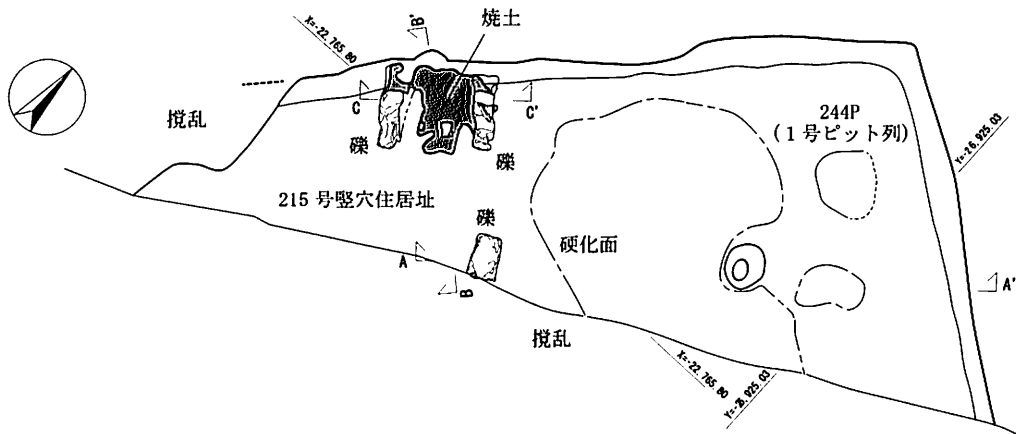 B'
焼土
X=-22,765.80
C
C'
244P
(1号ピット列)
Y=-26,925.03
撹乱
礫
礫
215号竪穴住居址
礫
硬化面
A
B
A'
撹乱
X=-22,765.80
Y=-26,925.03